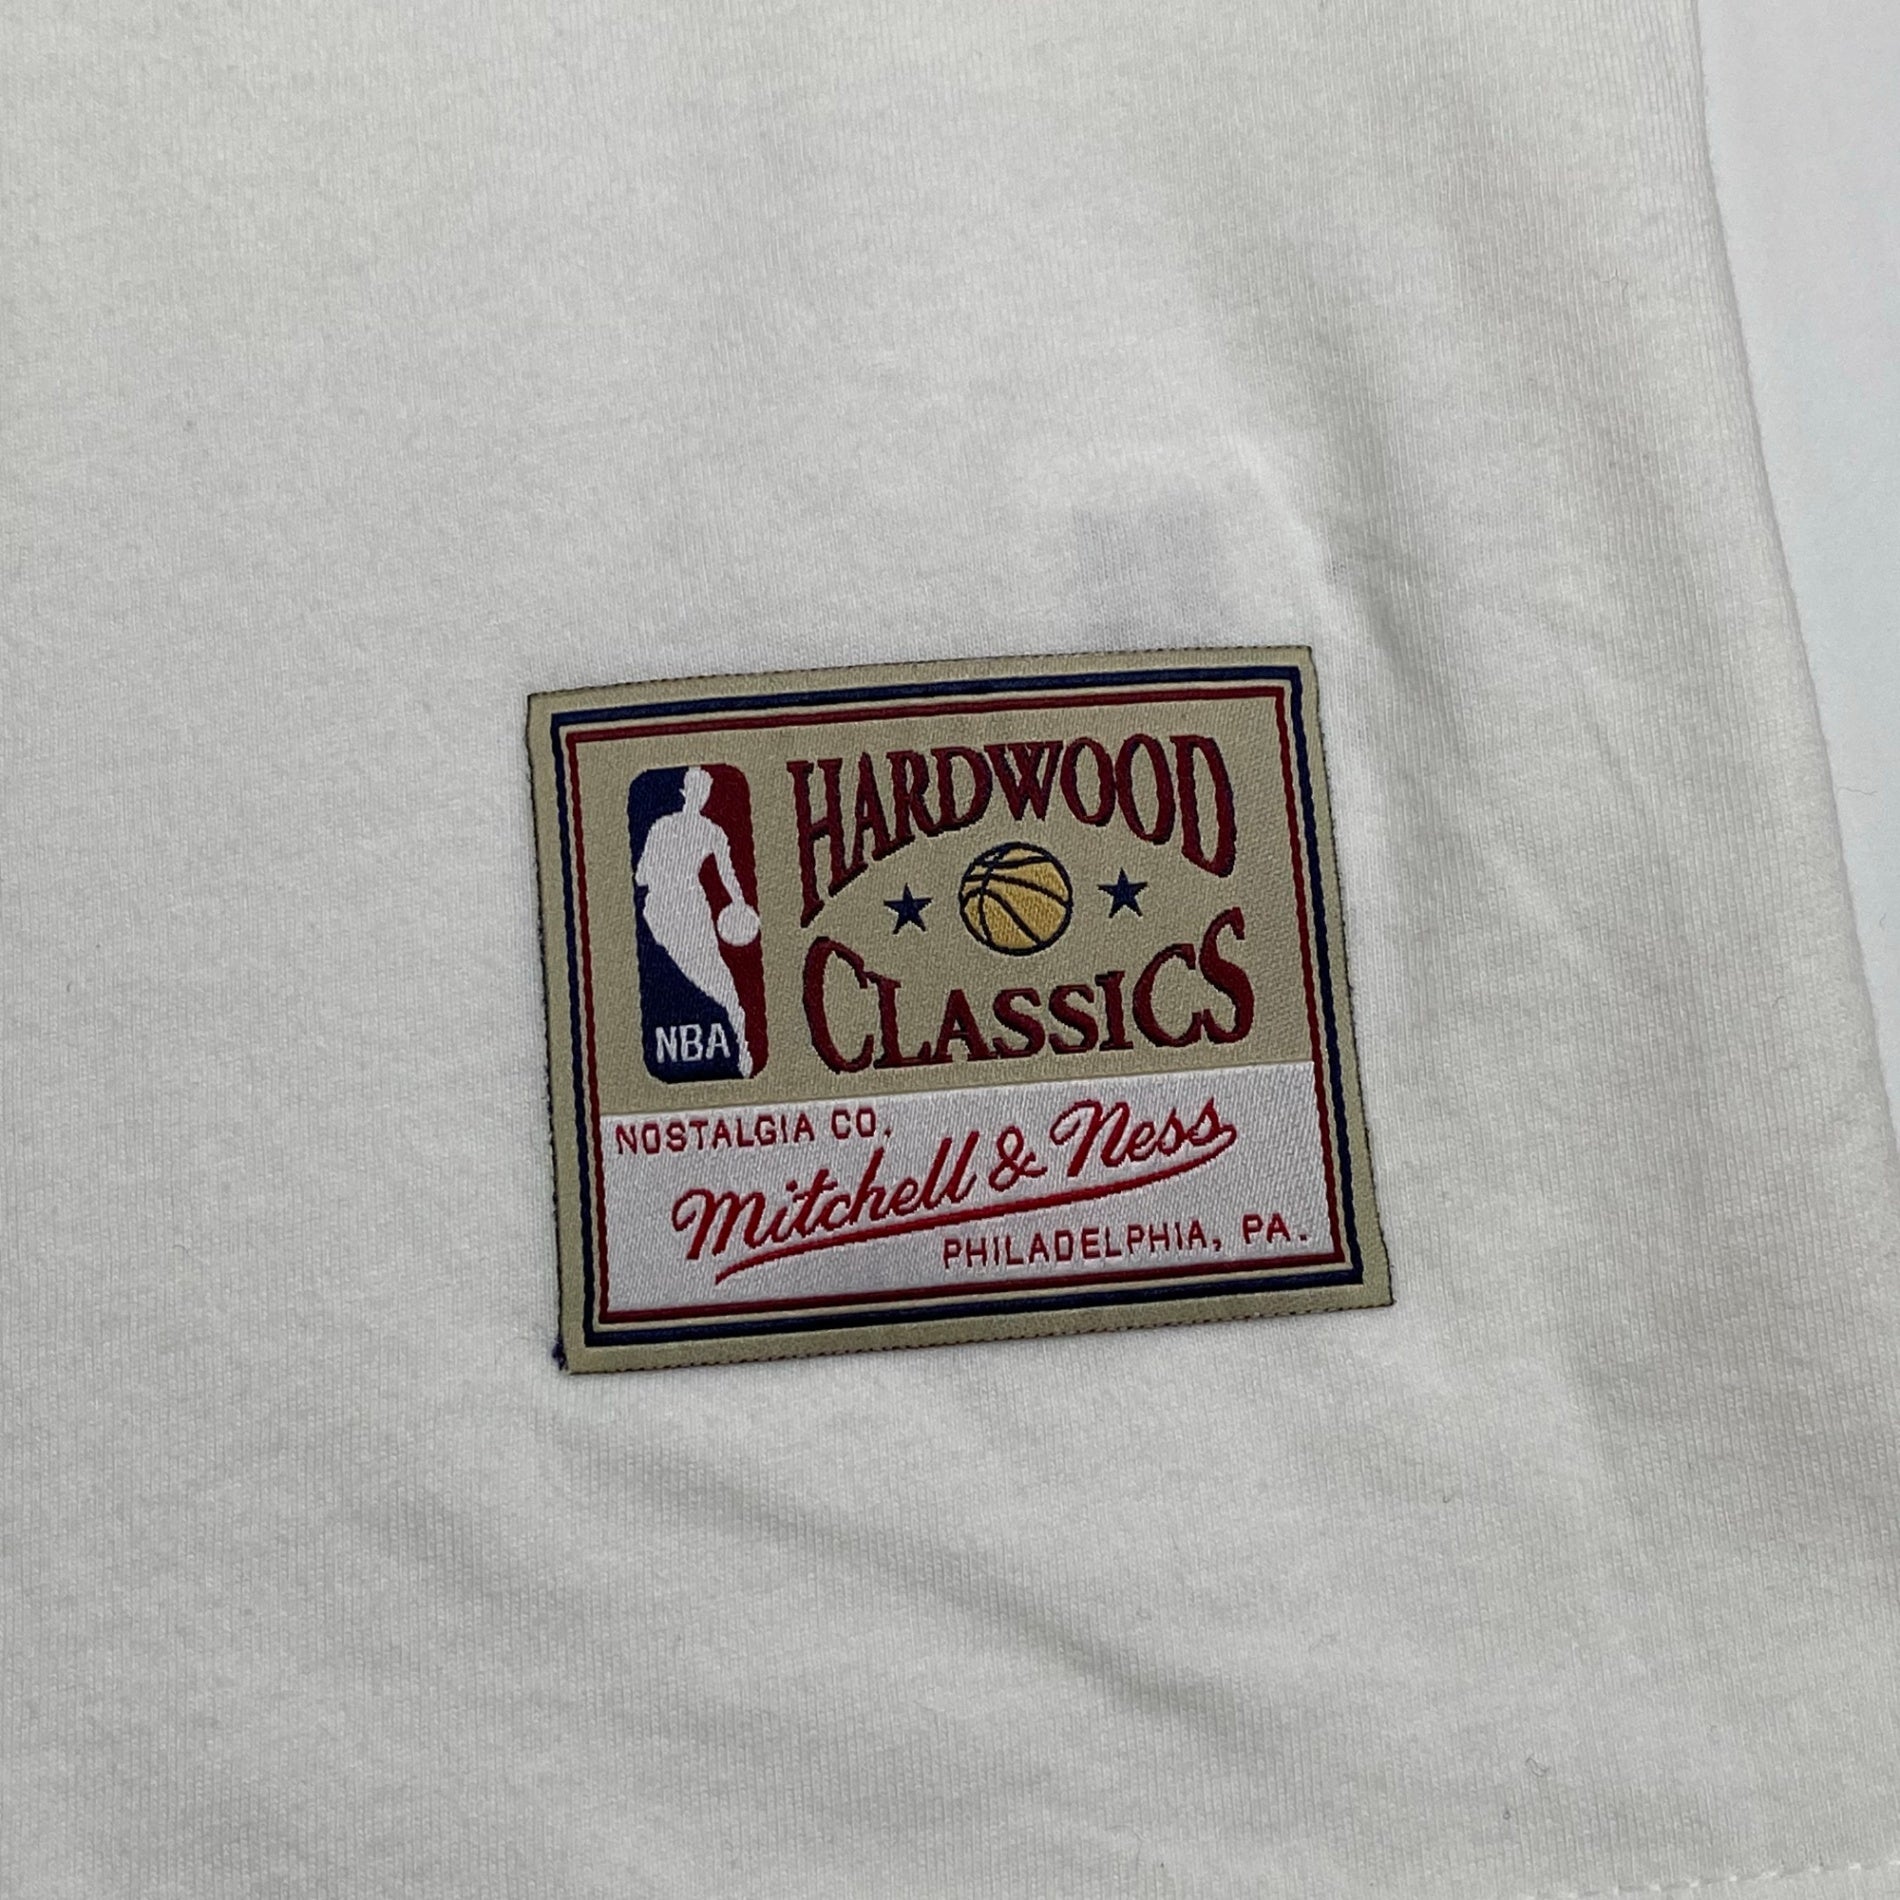 HARDWOOD
CLASSICS
NBA
NOSTALGIA CO.
Mitchell & Ness
PHILADELPHIA, PA.